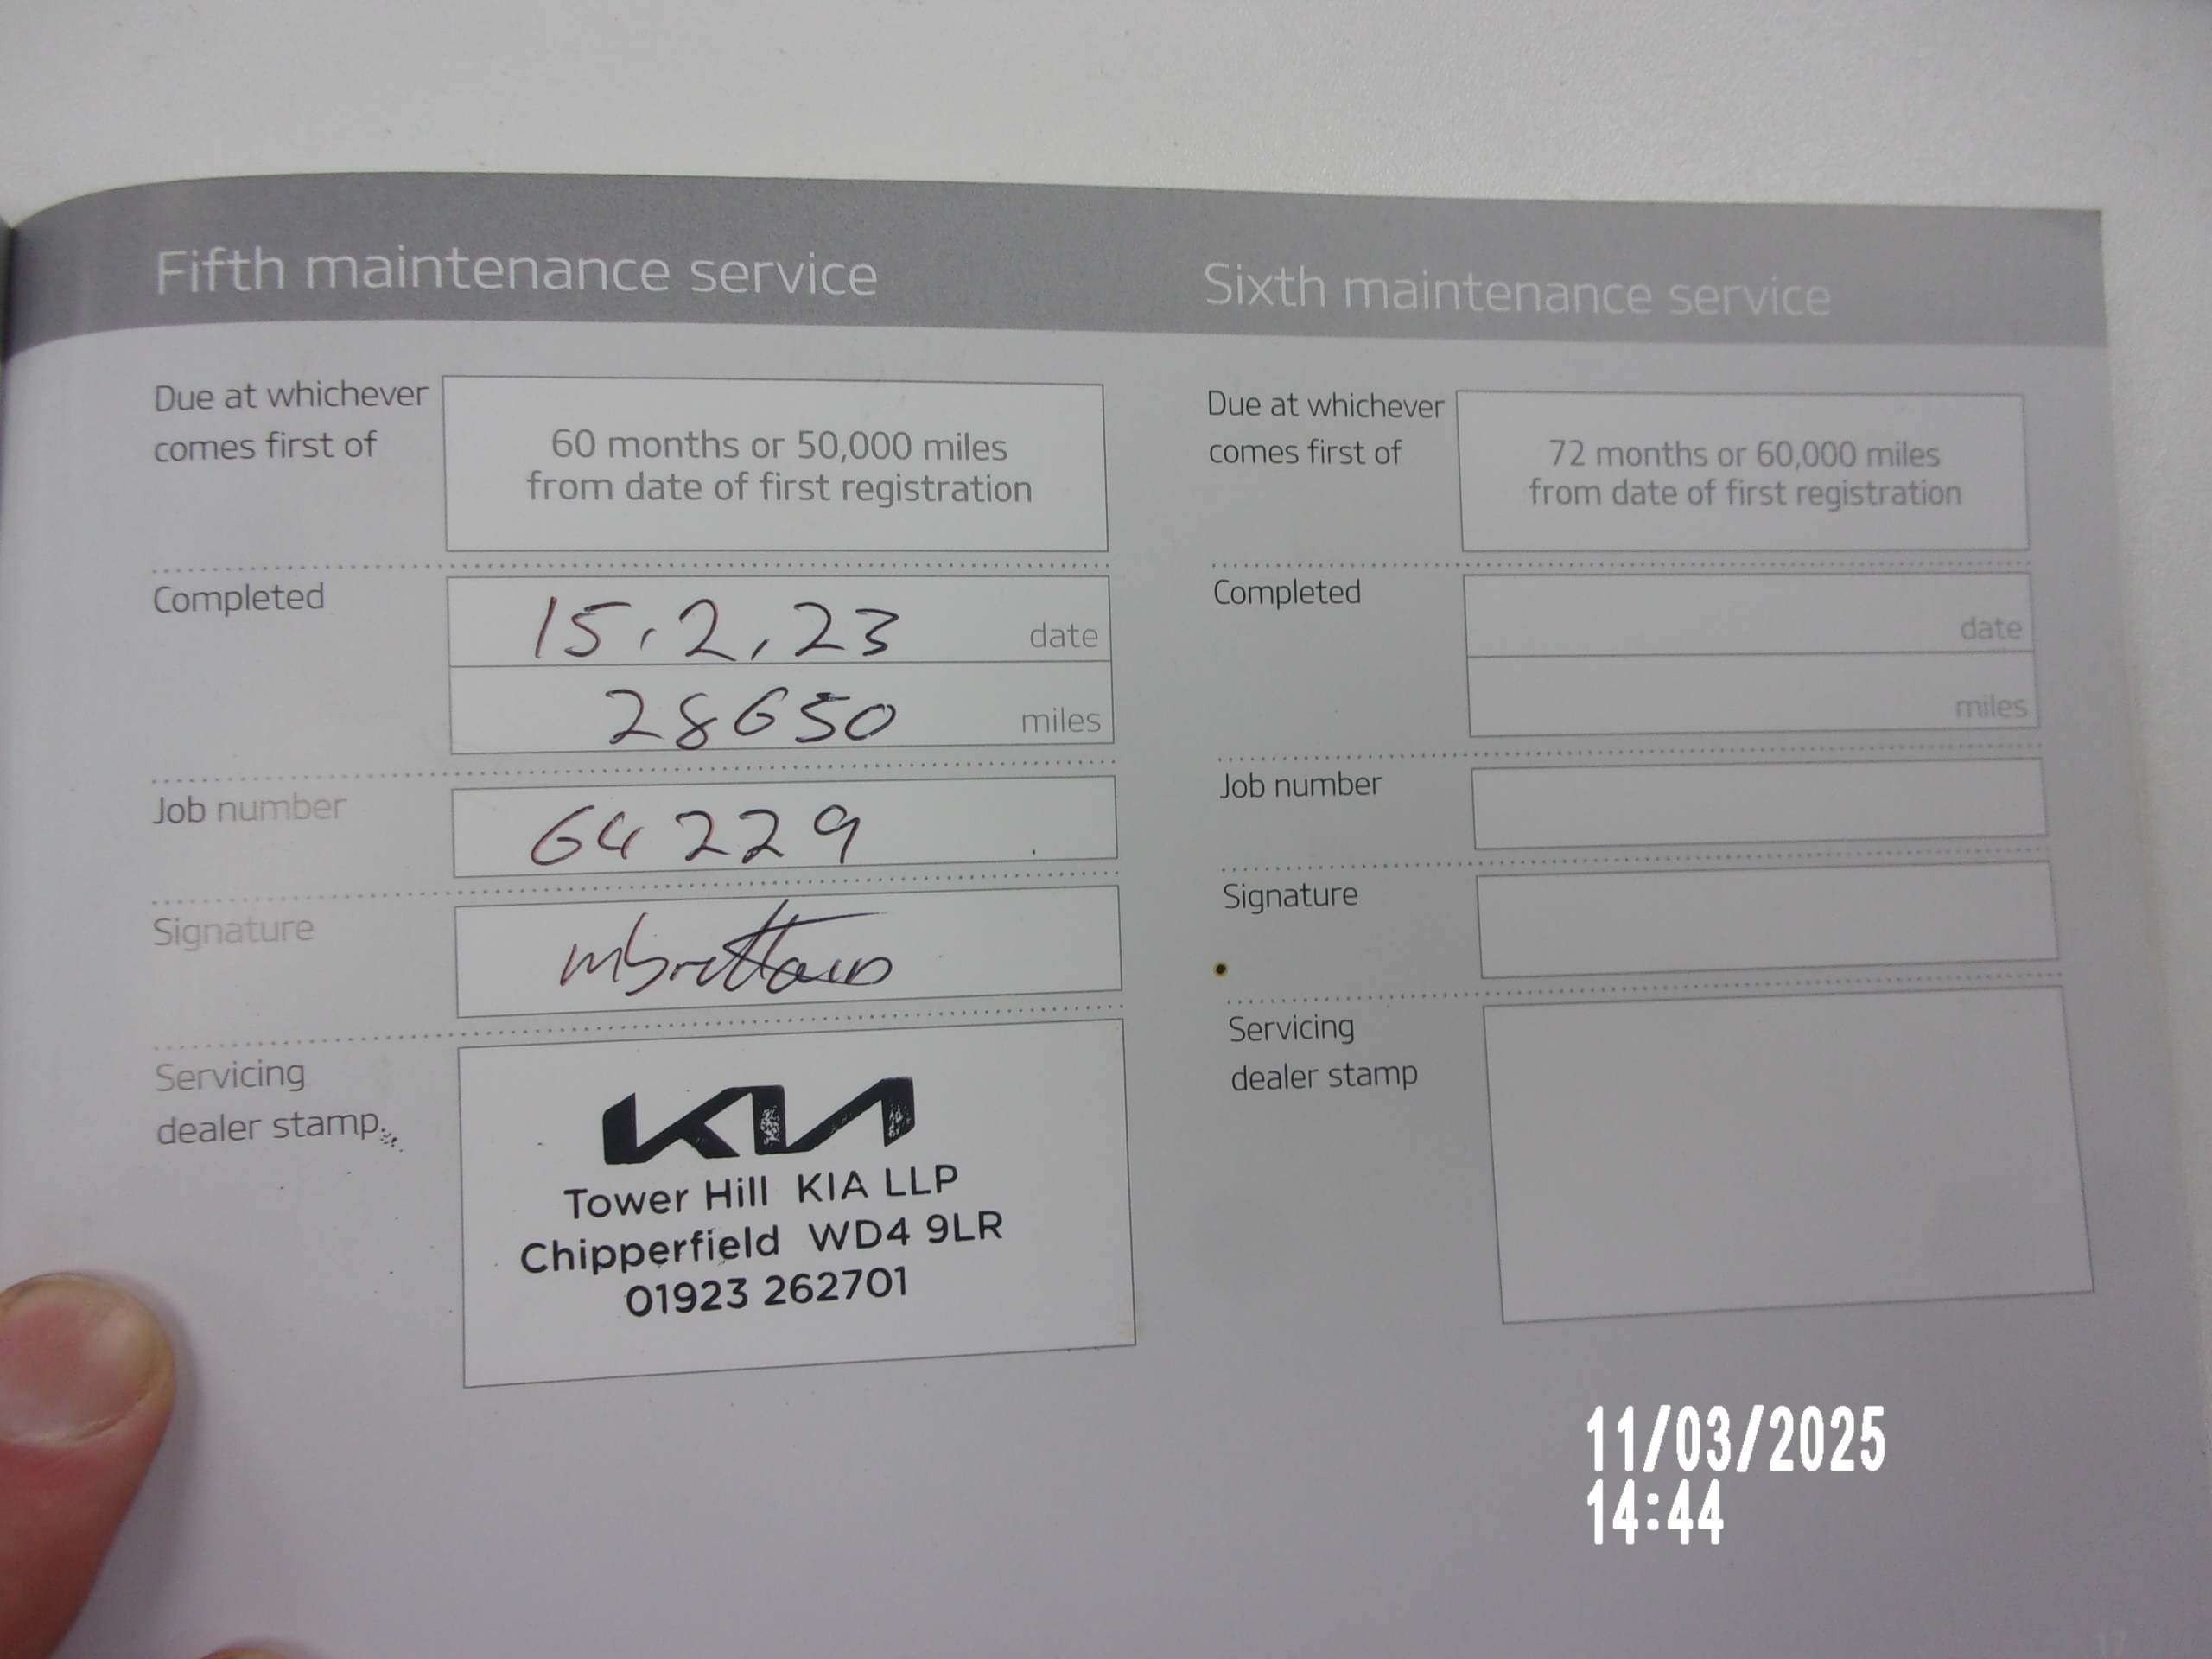 Fifth maintenance service
Due at whichever
comes first of
60 months or 50,000 miles
from date of first registration
Completed
15.2.23 date
28650 miles
Job number
64229
Signature
Servicing
dealer stamp
KIA
Tower Hill KIA LLP
Chipperfield WD4 9LR
01923 262701
Sixth maintenance service
Due at whichever
comes first of
72 months or 60,000 miles
from date of first registration
Completed
date
miles
Job number
Signature
Servicing
dealer stamp
11/03/2025
14:44
17